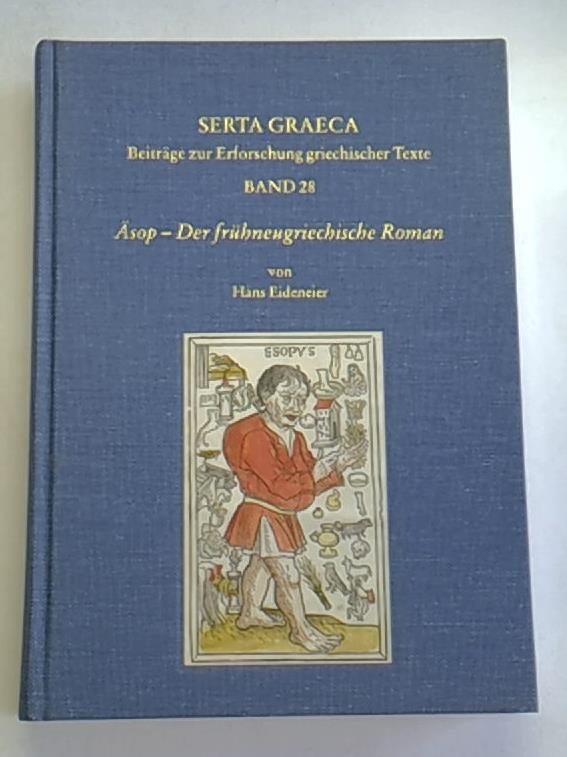 SERTA GRAECA
Beiträge zur Erforschung griechischer Texte
BAND 28
Äsop – Der frühneugriechische Roman
von
Hans Eideneier
ESOPVS